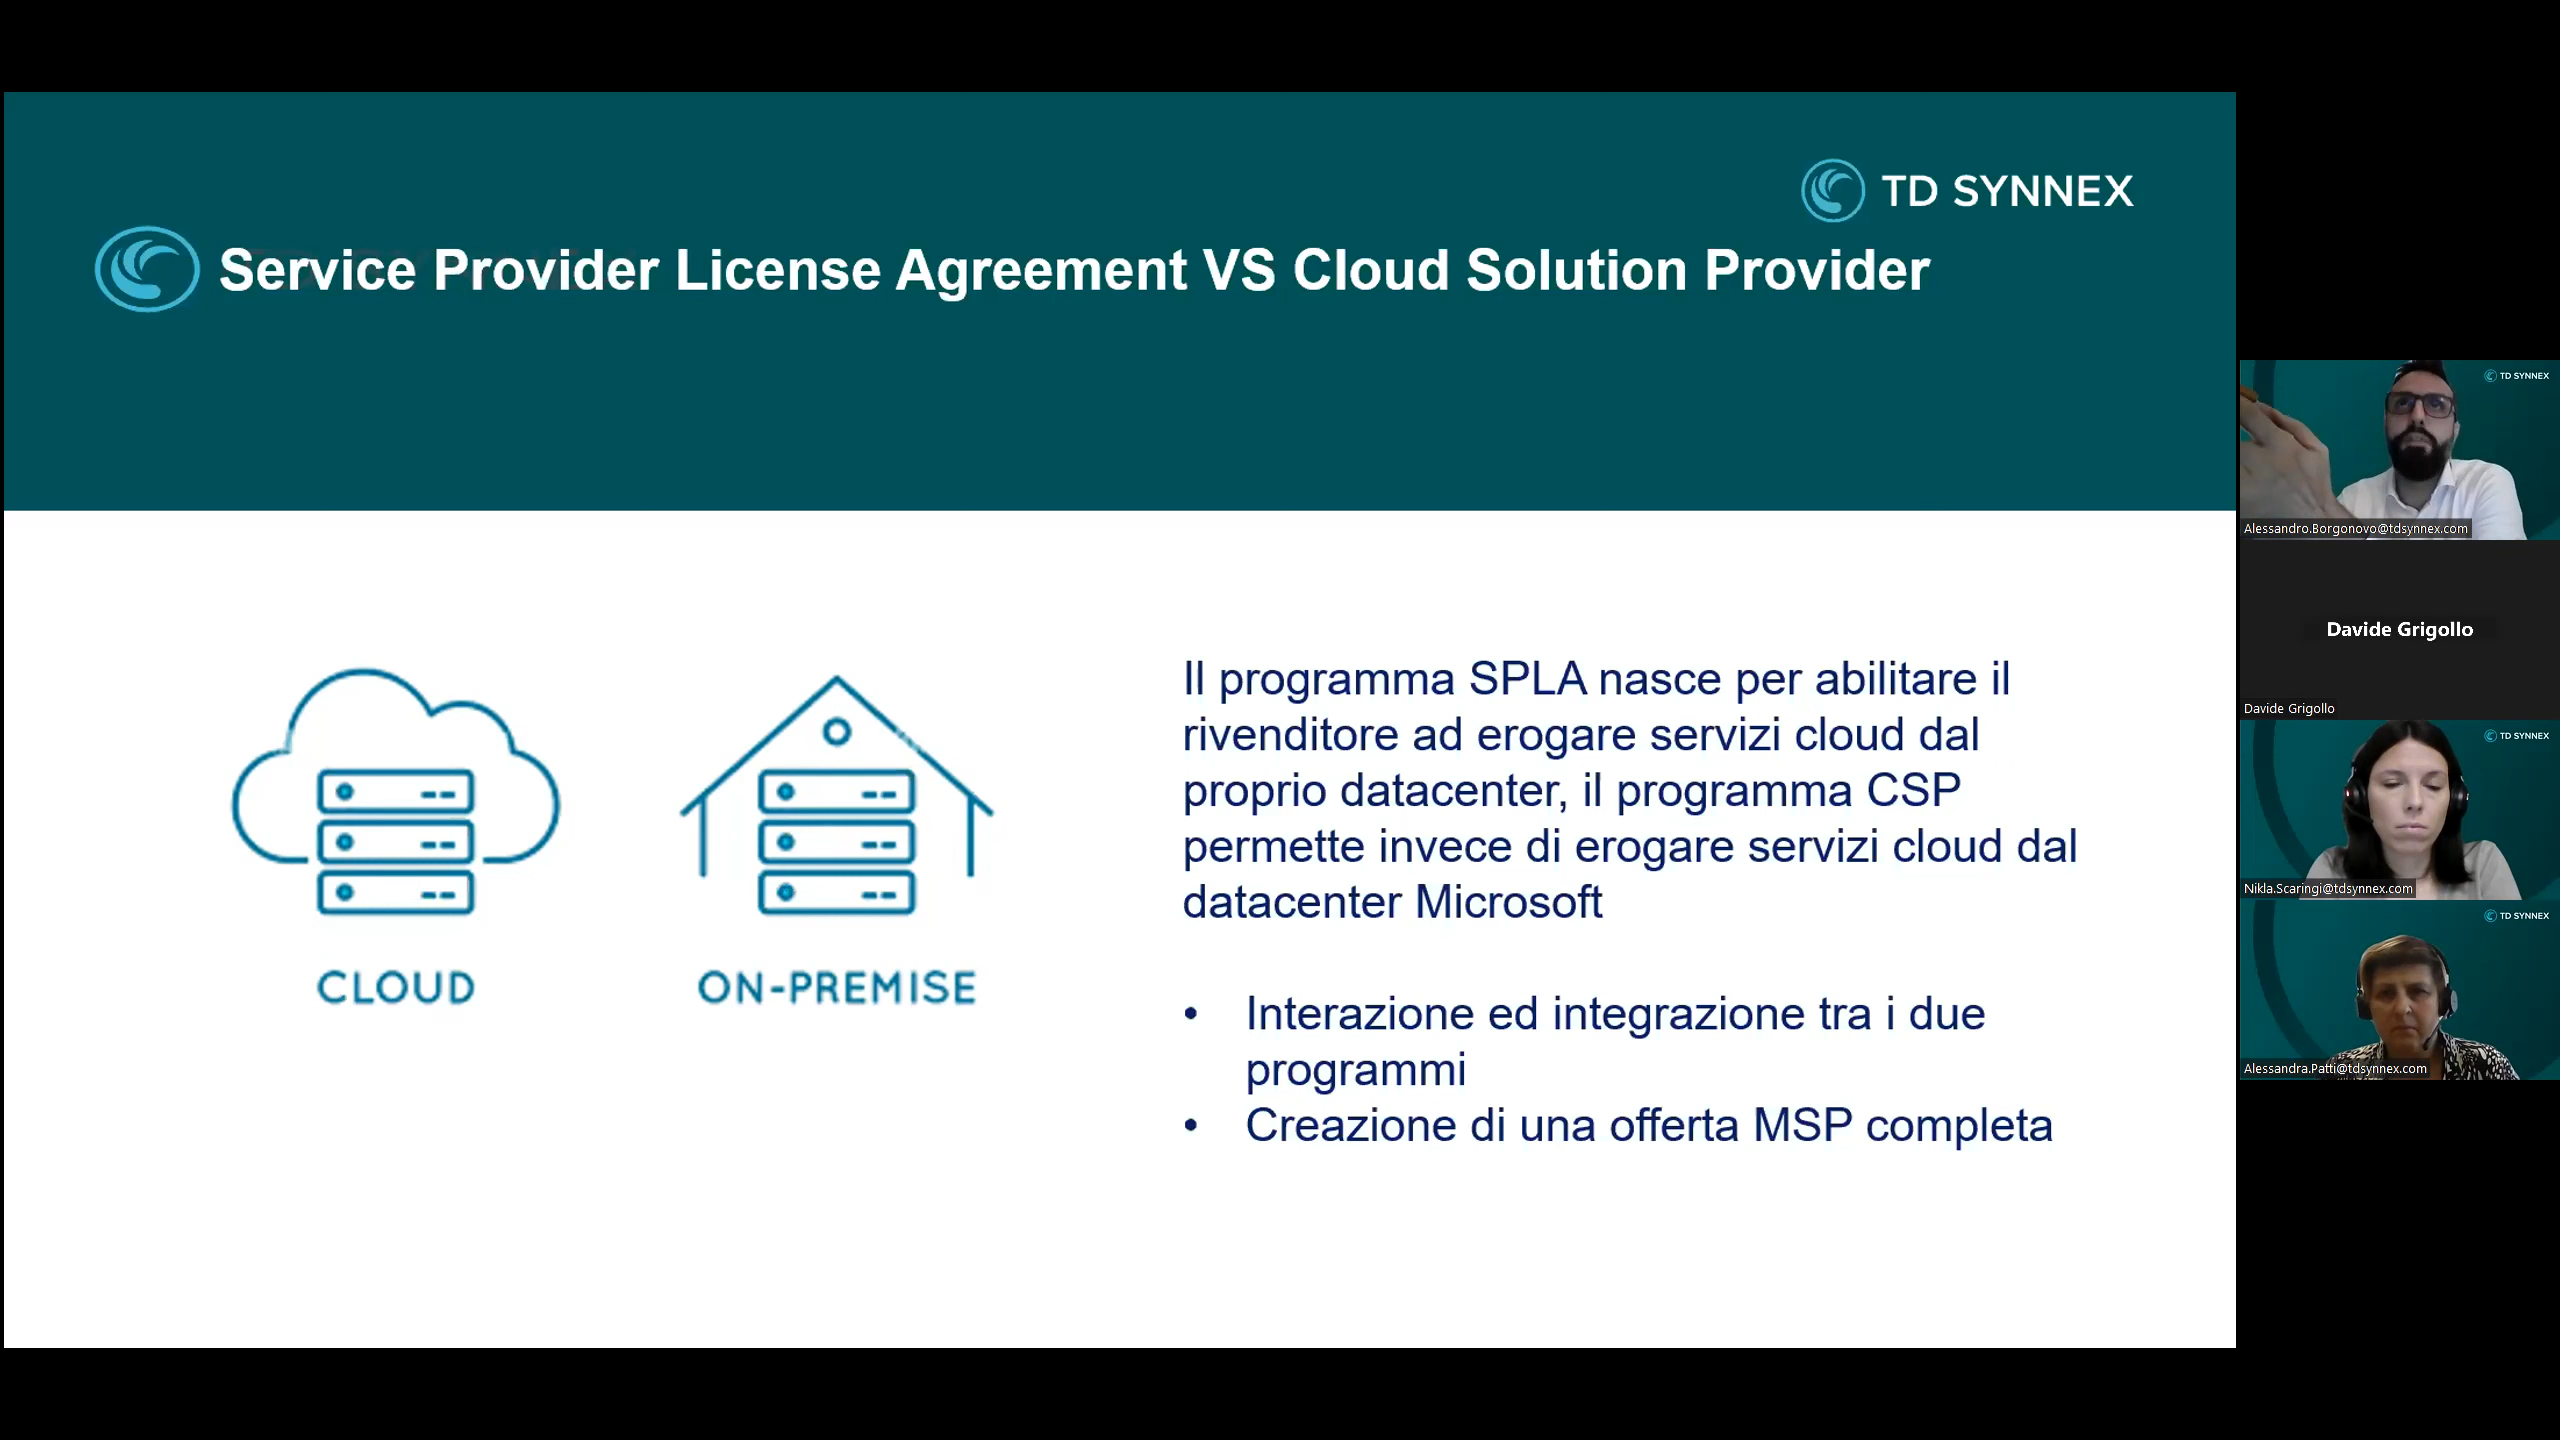 TD SYNNEX
Service Provider License Agreement VS Cloud Solution Provider
CLOUD
ON-PREMISE
Il programma SPLA nasce per abilitare il
rivenditore ad erogare servizi cloud dal
proprio datacenter, il programma CSP
permette invece di erogare servizi cloud dal
datacenter Microsoft
• Interazione ed integrazione tra i due
programmi
• Creazione di una offerta MSP completa
TD SYNNEX
Alessandro.Borgonovo@tdsynnex.com
Davide Grigollo
Davide Grigollo
TD SYNNEX
Nikla.Scaringi@tdsynnex.com
TD SYNNEX
Alessandra.Patti@tdsynnex.com